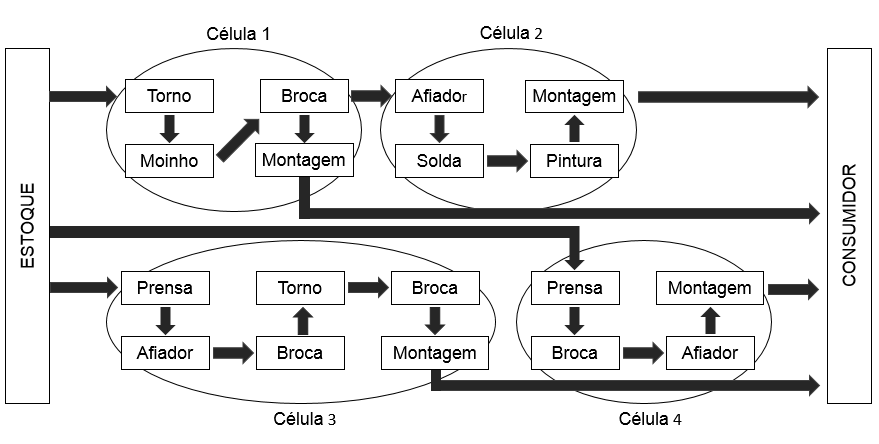 Célula 1
Célula 2
ESTOQUE
Torno
Broca
Moinho
Montagem
Afiador
Montagem
Solda
Pintura
Prensa
Torno
Broca
Afiador
Broca
Montagem
Prensa
Montagem
Broca
Afiador
CONSUMIDOR
Célula 3
Célula 4